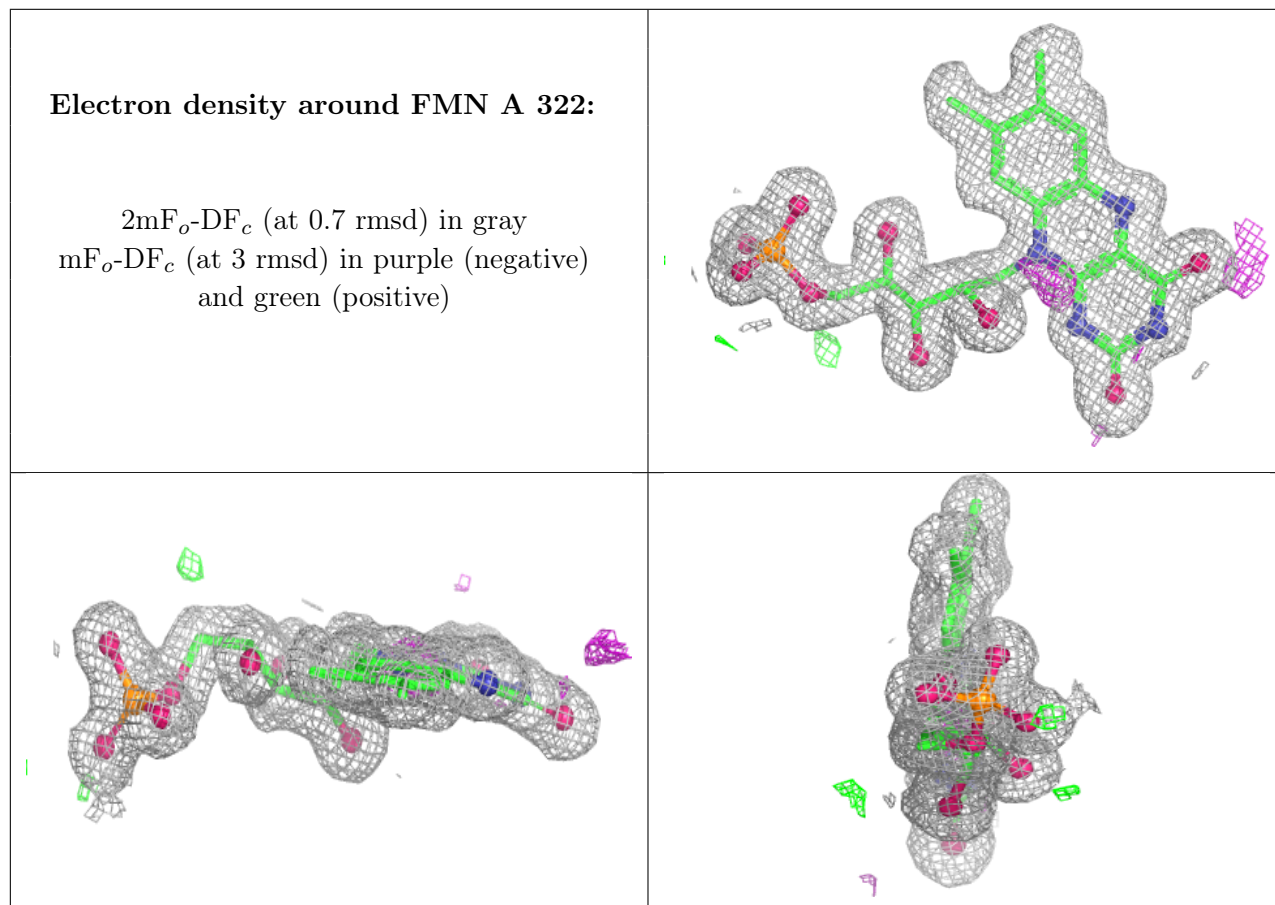 Electron density around FMN A 322:
2mFo-DFc (at 0.7 rmsd) in gray
mFo-DFc (at 3 rmsd) in purple (negative)
and green (positive)